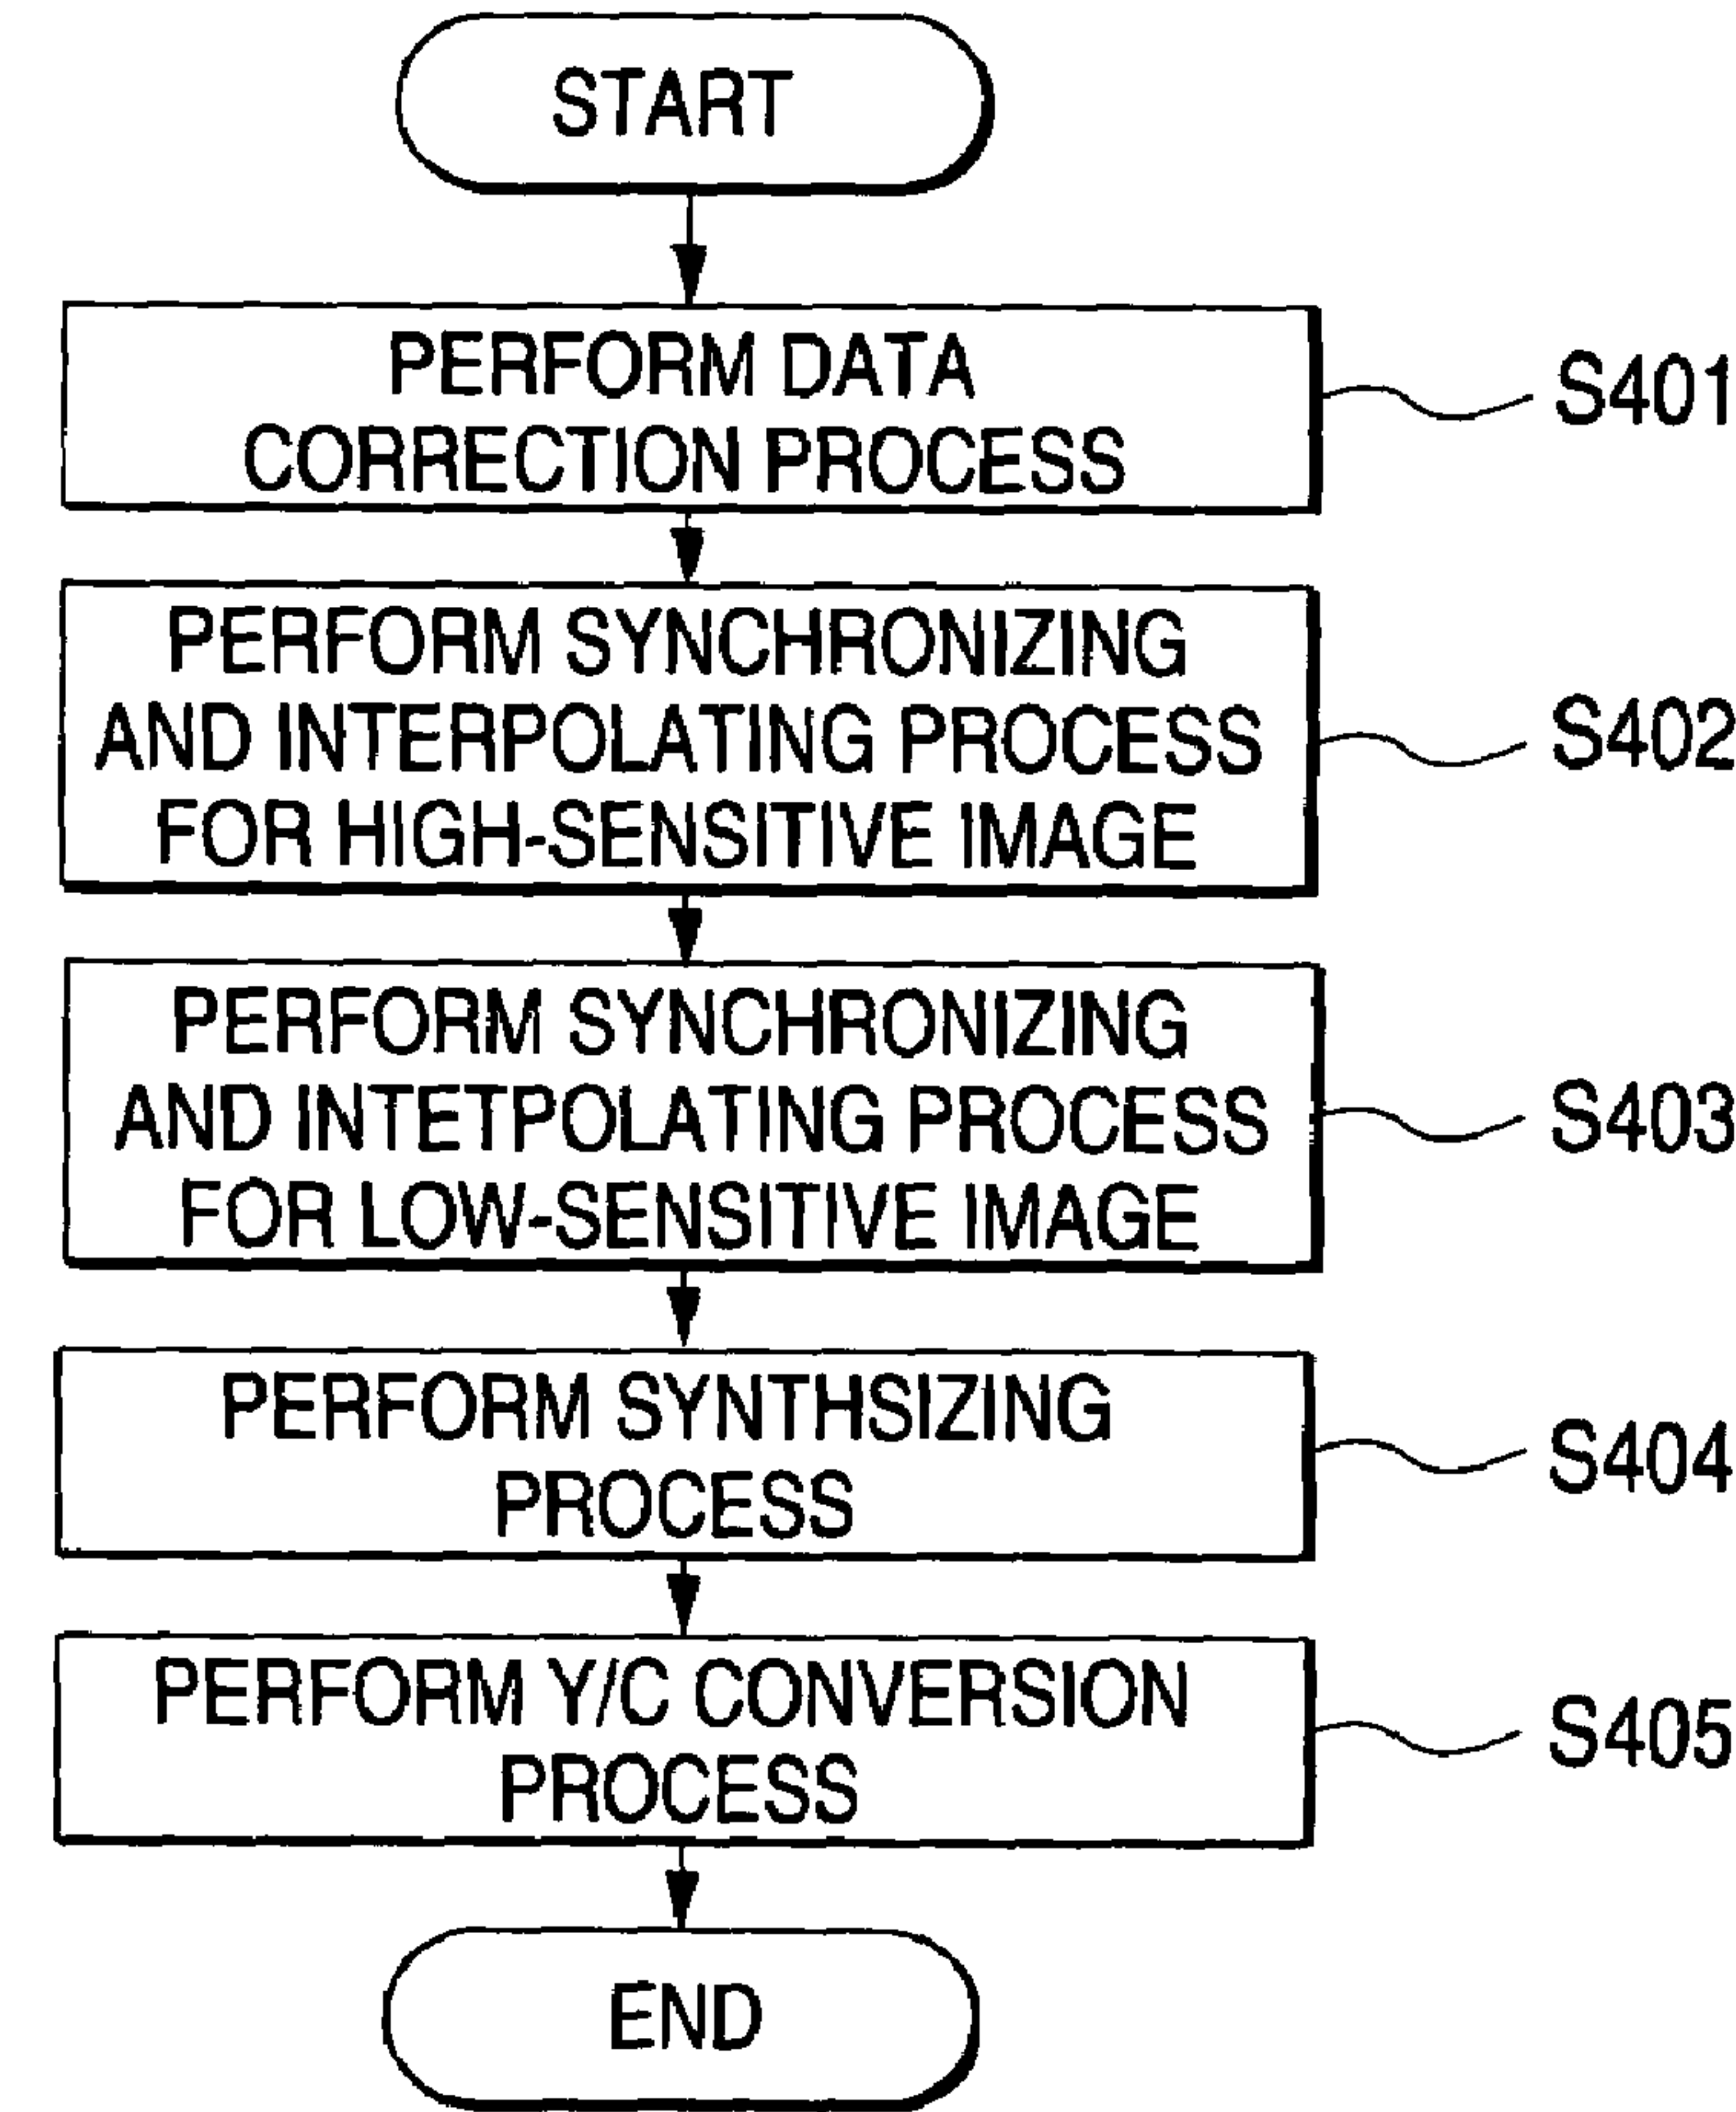 START
PERFORM DATA
CORRECTION PROCESS
S401
PERFORM SYNCHRONIZING
AND INTERPOLATING PROCESS
FOR HIGH-SENSITIVE IMAGE
S402
PERFORM SYNCHRONIZING
AND INTETPOLATING PROCESS
FOR LOW-SENSITIVE IMAGE
S403
PERFORM SYNTHSIZING
PROCESS
S404
PERFORM Y/C CONVERSION
PROCESS
S405
END